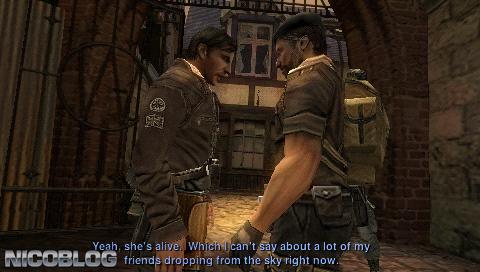 Yeah, she's alive. Which I can't say about a lot of my
friends dropping from the sky right now.
NICOBLOG